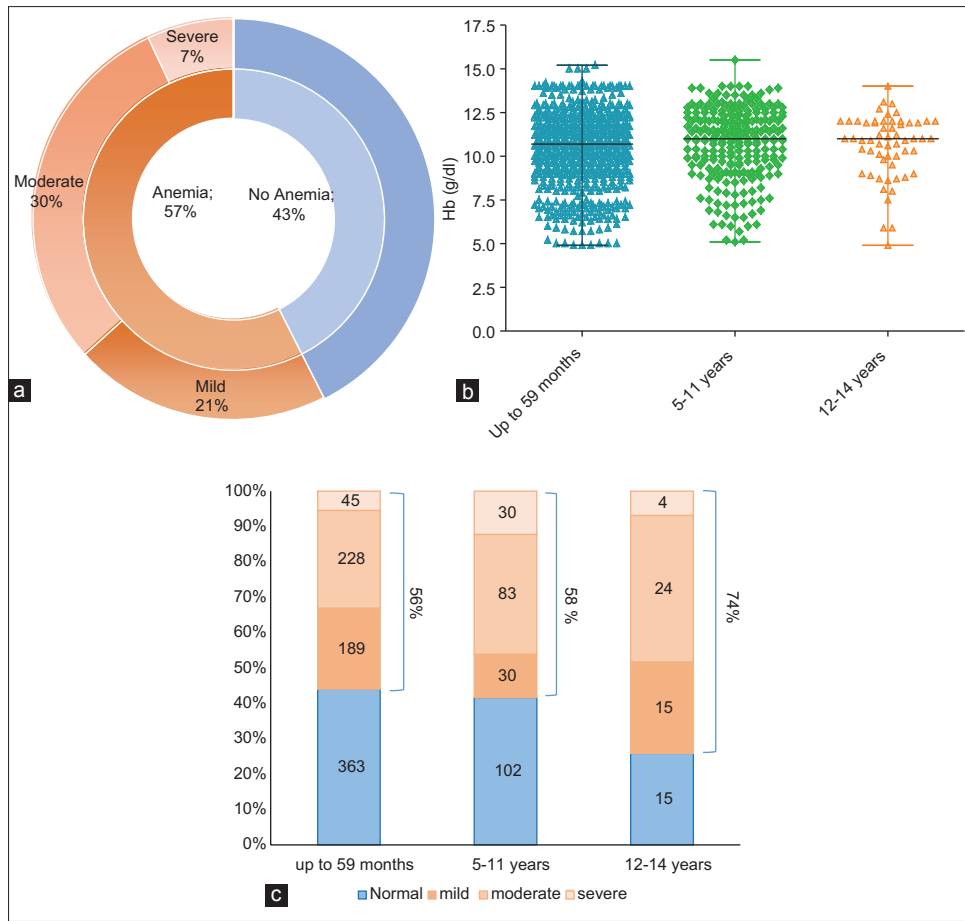 Severe
7%
Moderate
30%
Anemia;
57%
No Anemia;
43%
Mild
21%
a
17.5
15.0
12.5
10.0
7.5
5.0
2.5
0.0
Hb (g/dl)
Up to 59 months
5-11 years
12-14 years
b
100%
90%
80%
70%
60%
50%
40%
30%
20%
10%
0%
45
228
189
363
56%
30
83
30
102
58 %
4
24
15
15
74%
up to 59 months
5-11 years
12-14 years
c
Normal mild moderate severe